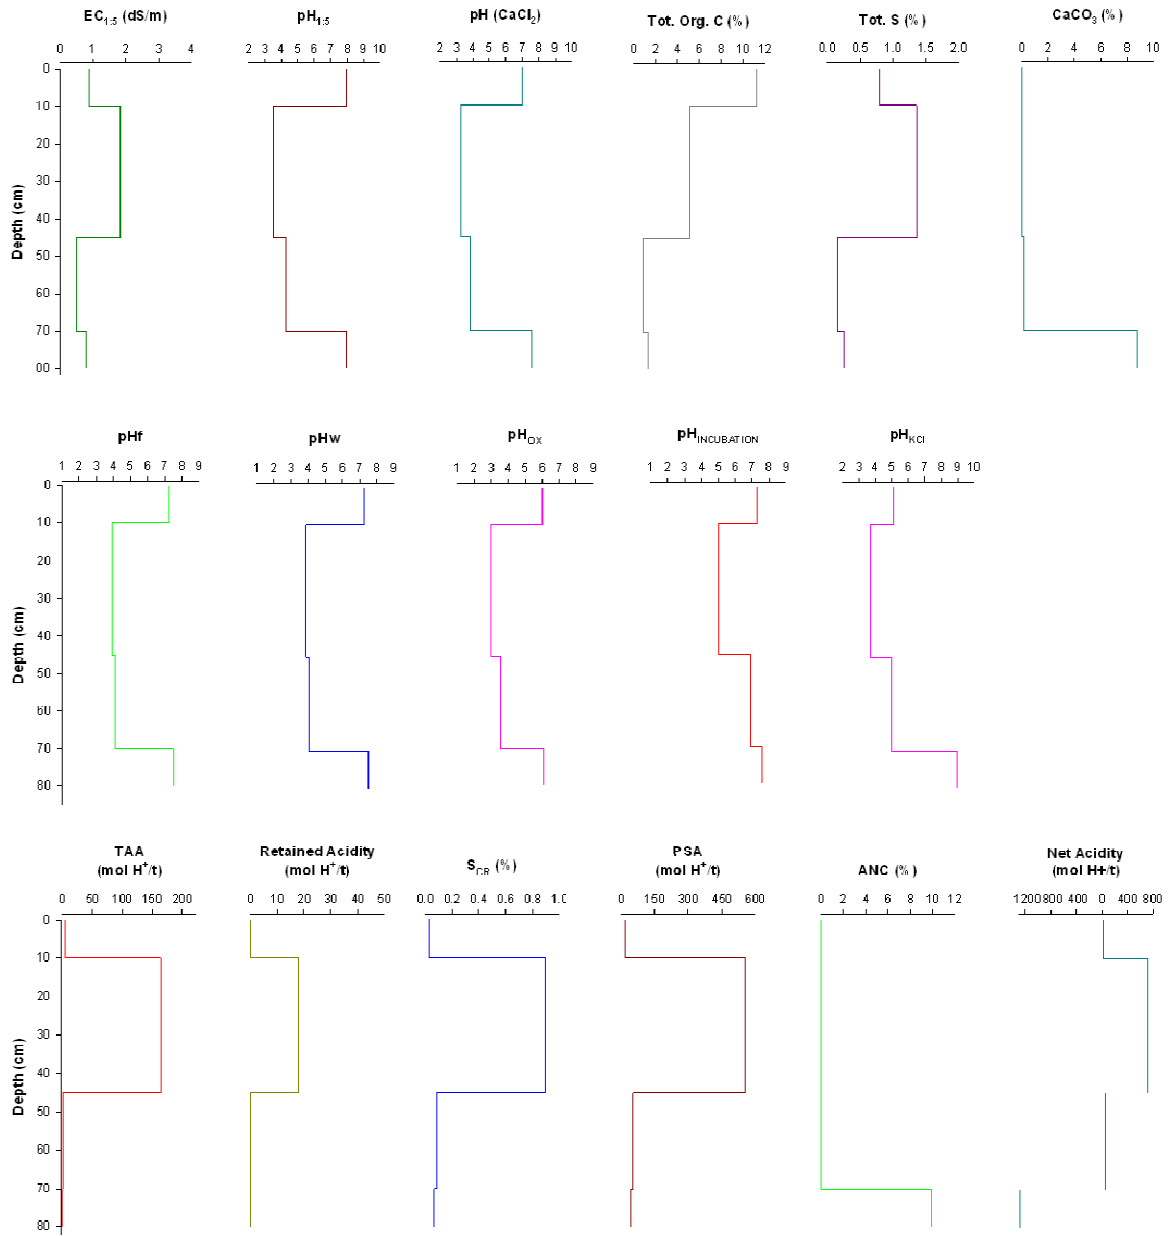 EC1:5 (dS/m) pH1:5 pH (CaCl2) Tot. Org. C (%) Tot. S (%) CaCO3 (%)
0 1 2 3 4 2 3 4 5 6 7 8 9 10 2 3 4 5 6 7 8 9 10 0 2 4 6 8 10 12 0.0 0.5 1.0 1.5 2.0 0 2 4 6 8 10
0
10
20
30
40
50
60
70
00
Depth (cm)
pHf pHw pHOX pHINCUBATION pHKCl
1 2 3 4 5 6 7 8 9 1 2 3 4 5 6 7 8 9 1 2 3 4 5 6 7 8 9 1 2 3 4 5 6 7 8 9 2 3 4 5 6 7 8 9 10
0
10
20
30
40
50
60
70
80
Depth (cm)
TAA Retained Acidity SCR (%) PSA ANC (%) Net Acidity
(mol H+/t) (mol H+/t) (mol H+/t) (mol H+/t)
0 50 100 150 200 0 10 20 30 40 50 0.0 0.2 0.4 0.6 0.8 1.0 0 150 300 450 600 0 2 4 6 8 10 12 1200 800 400 0 400 800
0
10
20
30
40
50
60
70
80
Depth (cm)